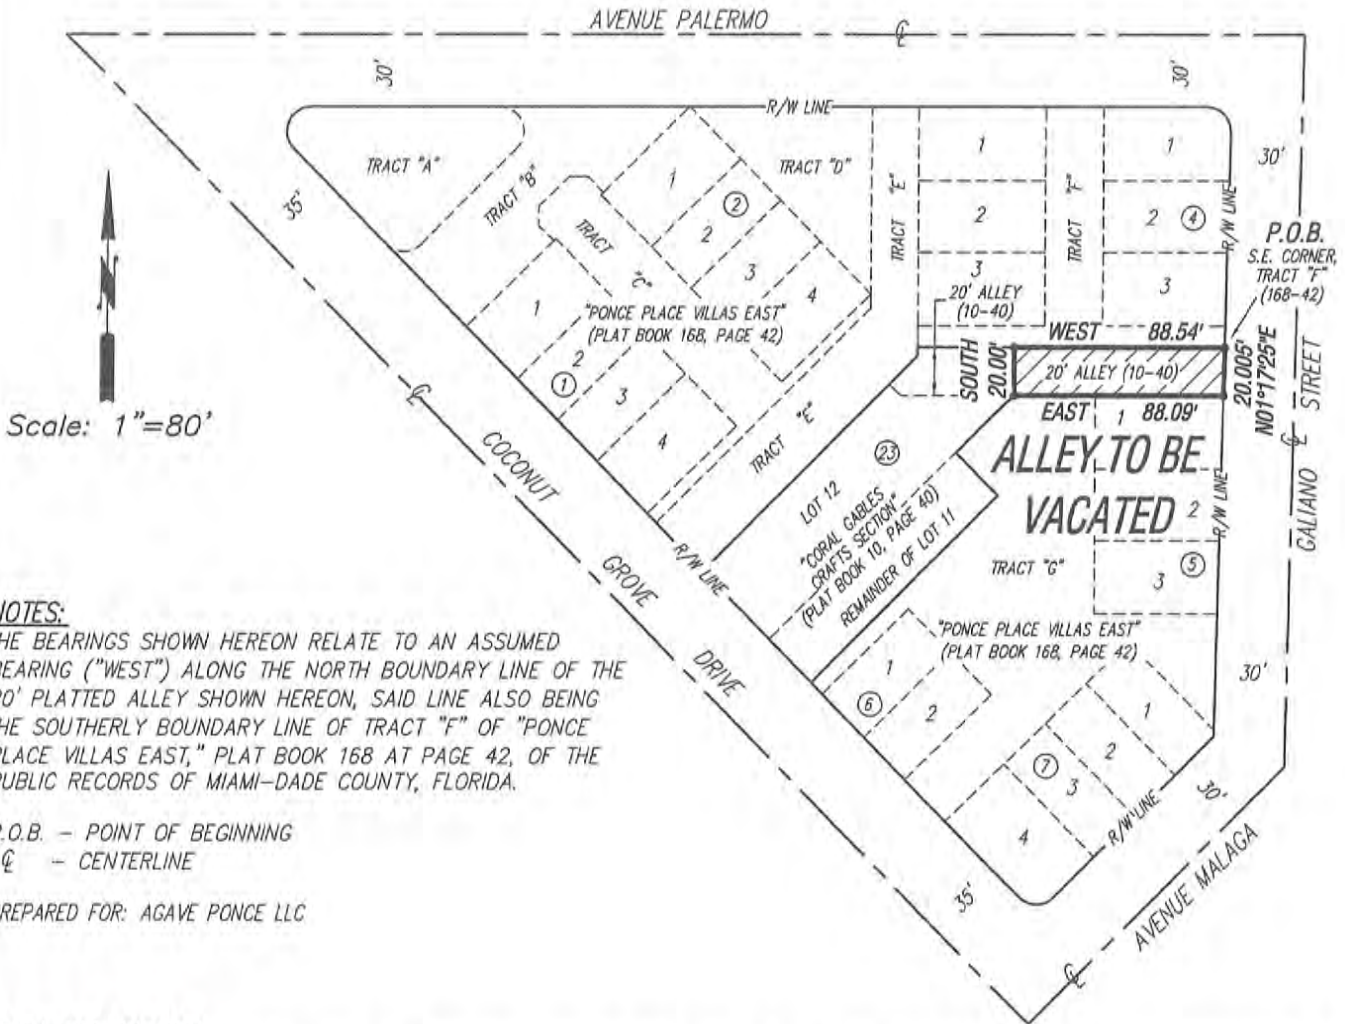 AVENUE PALERMO
℄
30'
30'
R/W LINE
TRACT "A"
TRACT "B"
TRACT "C"
TRACT "D"
TRACT "E"
TRACT "F"
30'
35'
1
2
2
3
4
1
2
3
1
2
4
3
R/W LINE
P.O.B.
S.E. CORNER,
TRACT "F"
(168-42)
20' ALLEY
(10-40)
WEST 88.54'
SOUTH
20.00'
20' ALLEY (10-40)
EAST 88.09'
20.005'
N01°17'25"E
GALIANO ℄ STREET
"PONCE PLACE VILLAS EAST"
(PLAT BOOK 168, PAGE 42)
1
2
1
3
4
TRACT "E"
℄
Scale: 1"=80'
N
COCONUT
GROVE
DRIVE
R/W LINE
LOT 12
23
"CORAL GABLES
CRAFTS SECTION"
(PLAT BOOK 10, PAGE 40)
REMAINDER OF LOT 11
ALLEY TO BE
VACATED
1
2
R/W LINE
TRACT "G"
3
5
"PONCE PLACE VILLAS EAST"
(PLAT BOOK 168, PAGE 42)
30'
1
6
2
1
2
7
3
4
R/W LINE
30'
35'
AVENUE MALAGA
℄
NOTES:
HE BEARINGS SHOWN HEREON RELATE TO AN ASSUMED
BEARING ("WEST") ALONG THE NORTH BOUNDARY LINE OF THE
20' PLATTED ALLEY SHOWN HEREON, SAID LINE ALSO BEING
HE SOUTHERLY BOUNDARY LINE OF TRACT "F" OF "PONCE
PLACE VILLAS EAST," PLAT BOOK 168 AT PAGE 42, OF THE
PUBLIC RECORDS OF MIAMI-DADE COUNTY, FLORIDA.
P.O.B. - POINT OF BEGINNING
℄ - CENTERLINE
REPARED FOR: AGAVE PONCE LLC